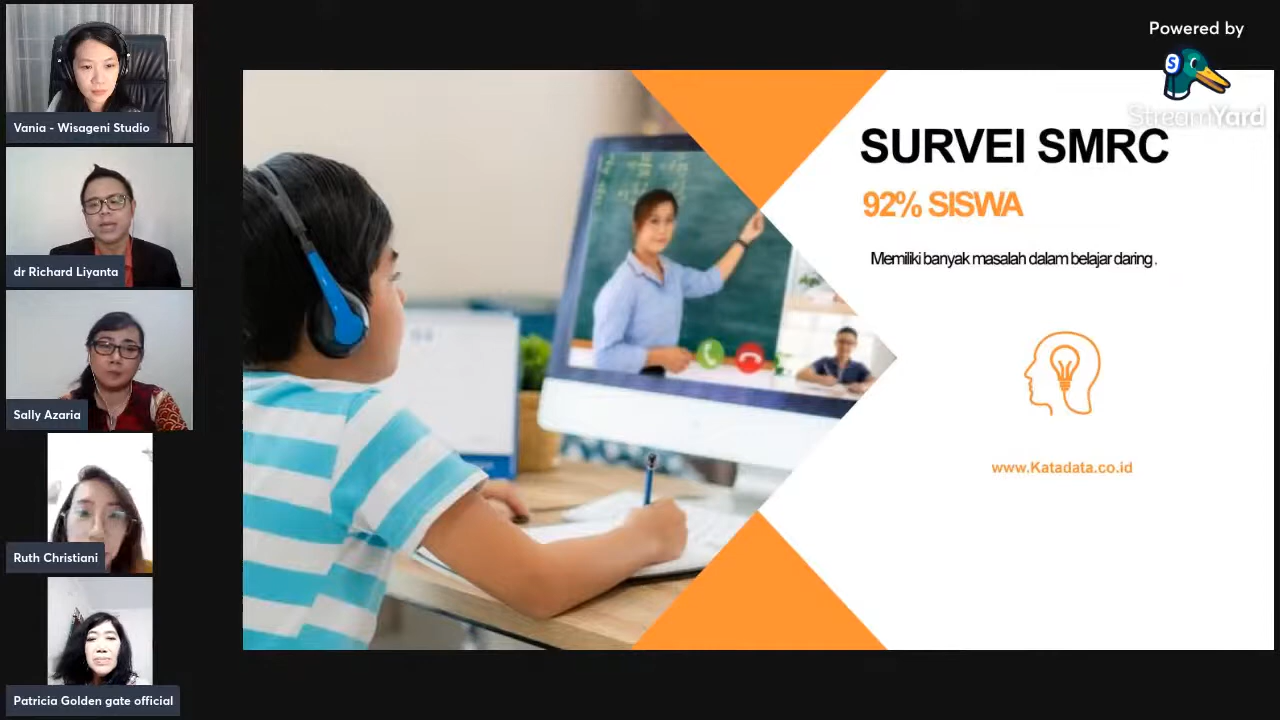 Vania - Wisageni Studio
dr Richard Liyanta
Sally Azaria
Ruth Christiani
Patricia Golden gate official
Powered by
S
StreamYard
SURVEI SMRC
92% SISWA
Memiliki banyak masalah dalam belajar daring.
www.Katadata.co.id